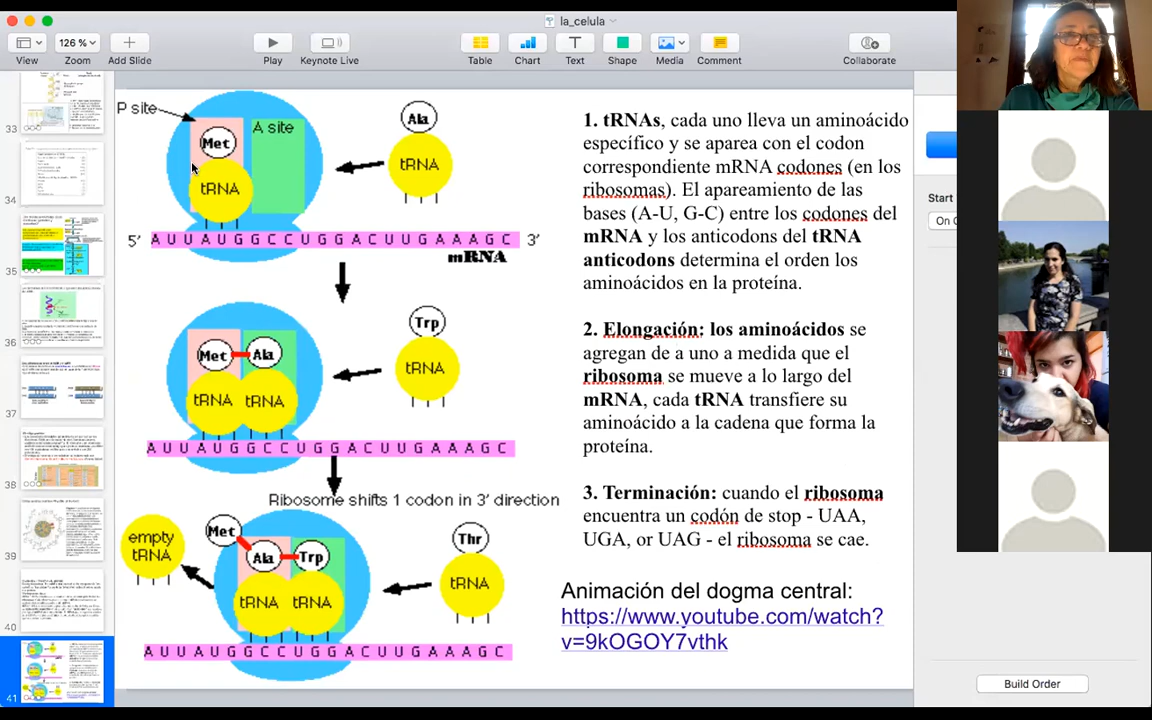 la_celula
126 %
View
Zoom
Add Slide
Play
Keynote Live
Table
Chart
Text
Shape
Media
Comment
Collaborate
33
34
35
36
37
38
39
40
41
P site
Met
A site
tRNA
Ala
tRNA
5' AUUAUGGCCUGGACUUGAAAGC 3'
mRNA
Met
Ala
tRNA
tRNA
Trp
tRNA
AUUAUGGCCUGGACUUGAAAGC
Ribosome shifts 1 codon in 3' direction
empty
tRNA
Met
Ala
Trp
tRNA
tRNA
Thr
tRNA
AUUAUGGCCUGGACUUGAAAGC
1. tRNAs, cada uno lleva un aminoácido
específico y se aparea con el codon
correspondiente mRNA codones (en los
ribosomas). El apareamiento de las
bases (A-U, G-C) entre los codones del
mRNA y los anticodons del tRNA
anticodons determina el orden los
aminoácidos en la proteína.
2. Elongación: los aminoácidos se
agregan de a uno a medida que el
ribosoma se mueve a lo largo del
mRNA, cada tRNA transfiere su
aminoácido a la cadena que forma la
proteína.
3. Terminación: cuando el ribosoma
encuentra un codón de stop - UAA,
UGA, or UAG - el ribosoma se cae.
Animación del dogma central:
https://www.youtube.com/watch?
v=9kOGOY7vthk
Start
Build Order